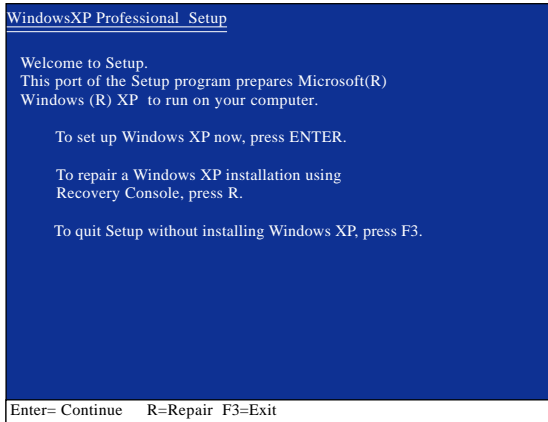 WindowsXP Professional Setup
Welcome to Setup.
This port of the Setup program prepares Microsoft(R)
Windows (R) XP to run on your computer.
To set up Windows XP now, press ENTER.
To repair a Windows XP installation using
Recovery Console, press R.
To quit Setup without installing Windows XP, press F3.
Enter= Continue R=Repair F3=Exit